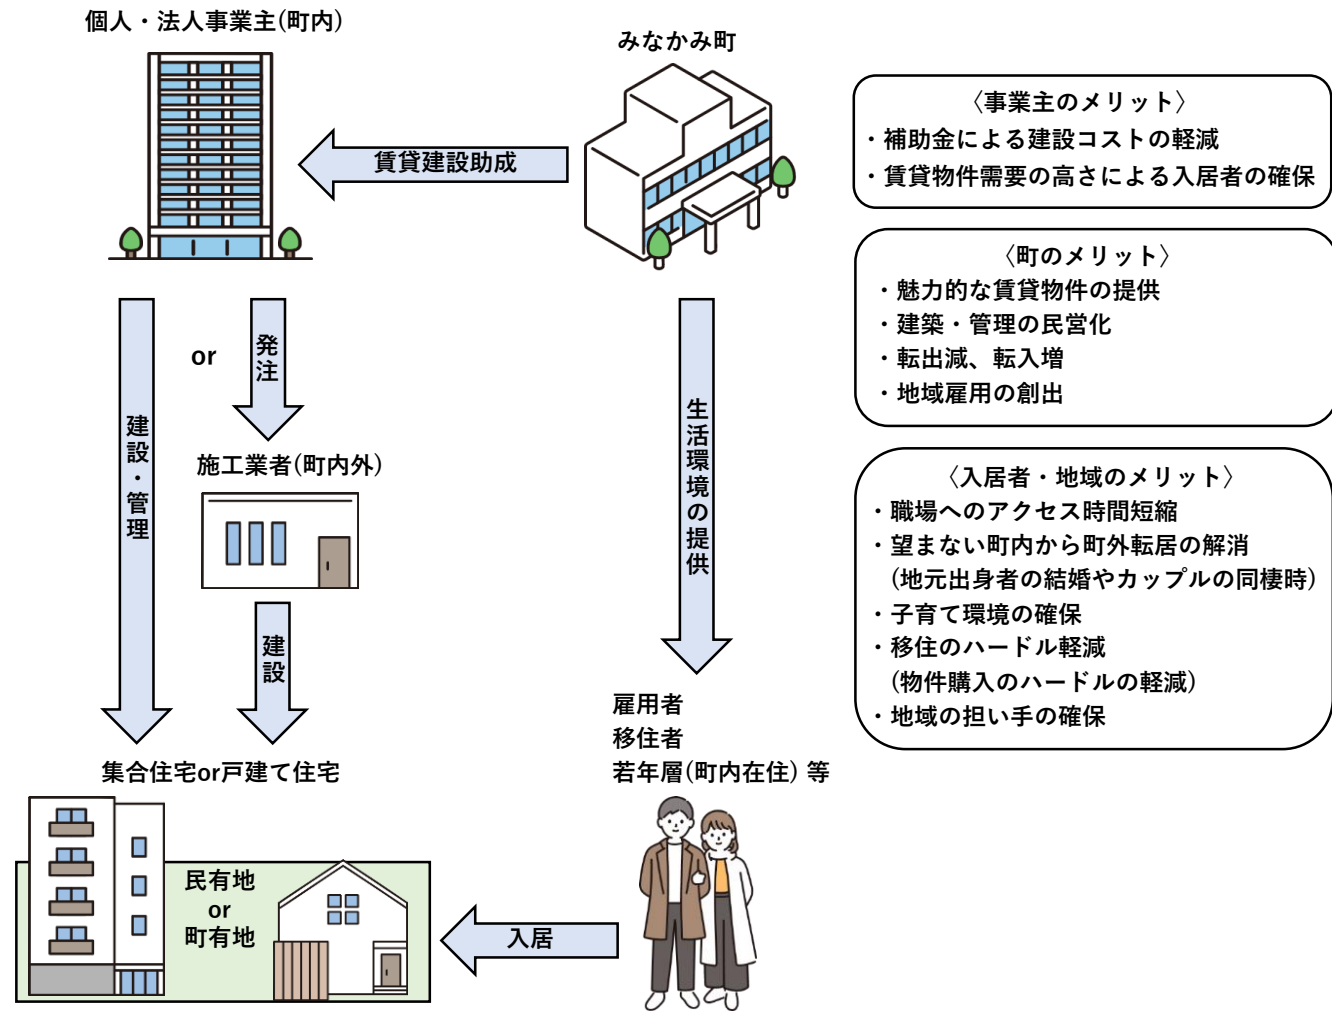 個人・法人事業主(町内)
みなかみ町
賃貸建設助成
or
発注
建設・管理
施工業者(町内外)
建設
生活環境の提供
集合住宅or戸建て住宅
民有地
or
町有地
雇用者
移住者
若年層(町内在住) 等
入居
〈事業主のメリット〉
・補助金による建設コストの軽減
・賃貸物件需要の高さによる入居者の確保
〈町のメリット〉
・魅力的な賃貸物件の提供
・建築・管理の民営化
・転出減、転入増
・地域雇用の創出
〈入居者・地域のメリット〉
・職場へのアクセス時間短縮
・望まない町内から町外転居の解消
(地元出身者の結婚やカップルの同棲時)
・子育て環境の確保
・移住のハードル軽減
(物件購入のハードルの軽減)
・地域の担い手の確保